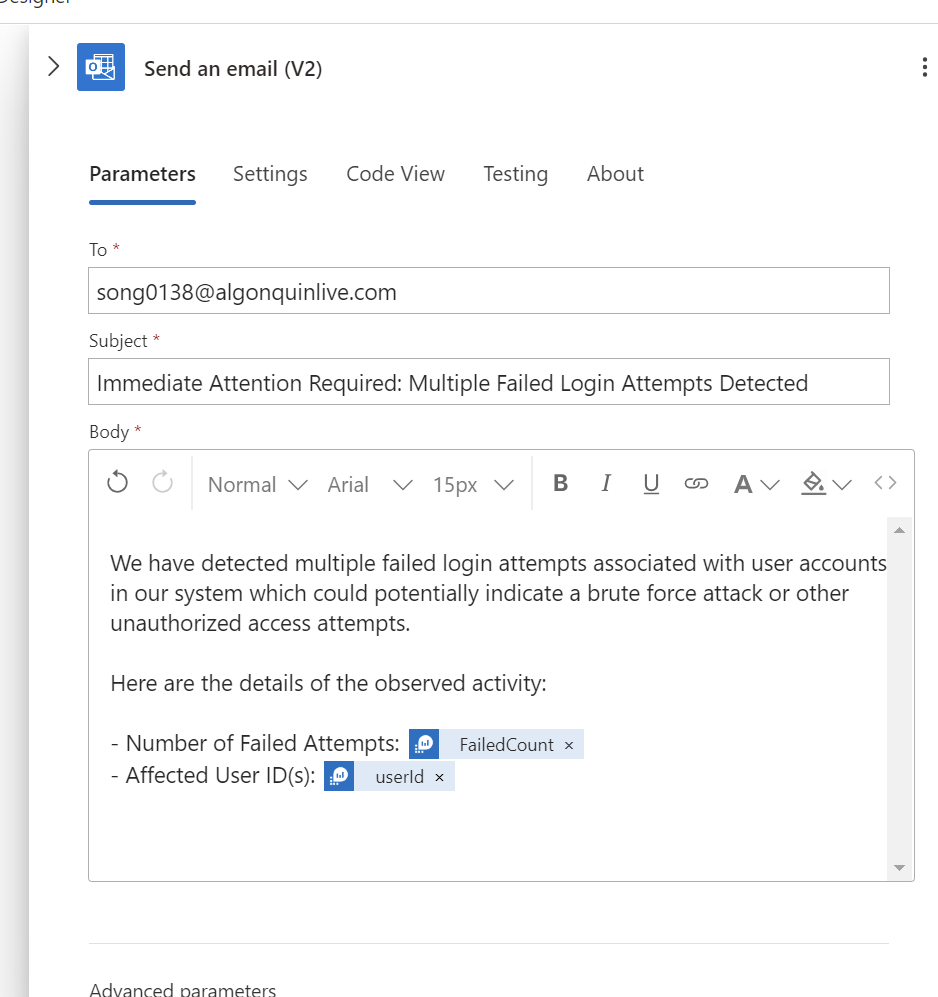 Designer
Send an email (V2)
Parameters Settings Code View Testing About
To *
song0138@algonquinlive.com
Subject *
Immediate Attention Required: Multiple Failed Login Attempts Detected
Body *
Normal Arial 15px B I U A
We have detected multiple failed login attempts associated with user accounts
in our system which could potentially indicate a brute force attack or other
unauthorized access attempts.
Here are the details of the observed activity:
- Number of Failed Attempts: FailedCount ×
- Affected User ID(s): userId ×
Advanced parameters